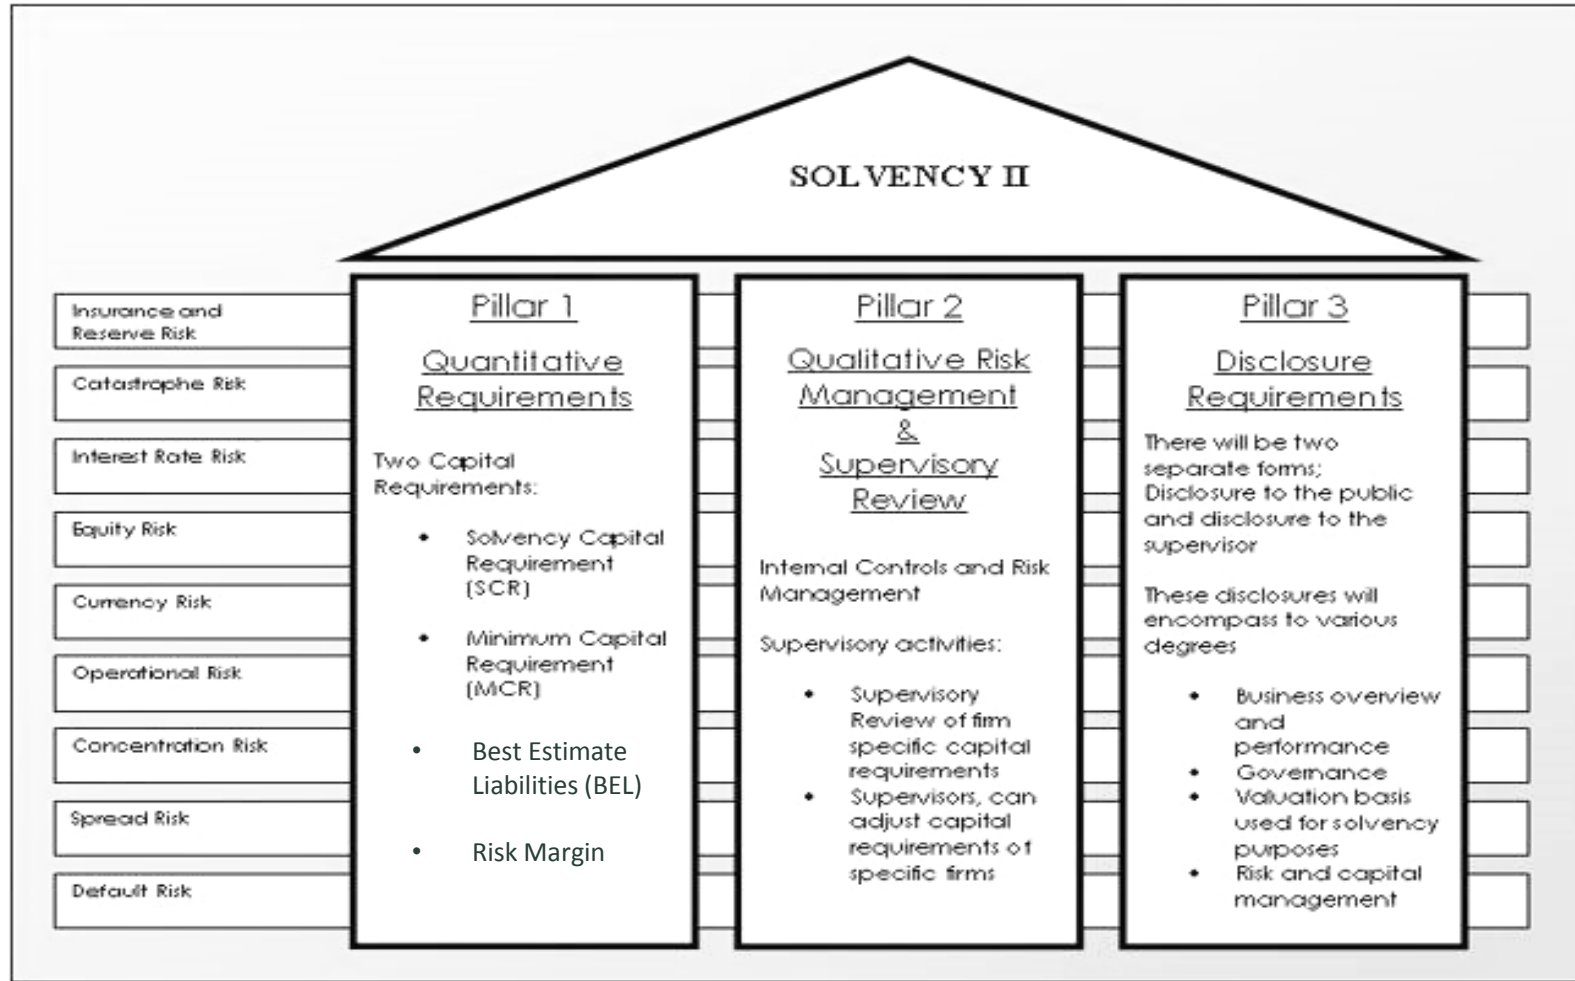 SOLVENCY II
Insurance and
Reserve Risk
Catastrophe Risk
Interest Rate Risk
Equity Risk
Currency Risk
Operational Risk
Concentration Risk
Spread Risk
Default Risk
Pillar 1
Quantitative
Requirements
Two Capital
Requirements:
• Solvency Capital
Requirement
(SCR)
• Minimum Capital
Requirement
(MCR)
• Best Estimate
Liabilities (BEL)
• Risk Margin
Pillar 2
Qualitative Risk
Management
&
Supervisory
Review
Internal Controls and Risk
Management
Supervisory activities:
• Supervisory
Review of firm
specific capital
requirements
• Supervisors, can
adjust capital
requirements of
specific firms
Pillar 3
Disclosure
Requirements
There will be two
separate forms;
Disclosure to the public
and disclosure to the
supervisor
These disclosures will
encompass to various
degrees
• Business overview
and
performance
• Governance
• Valuation basis
used for solvency
purposes
• Risk and capital
management